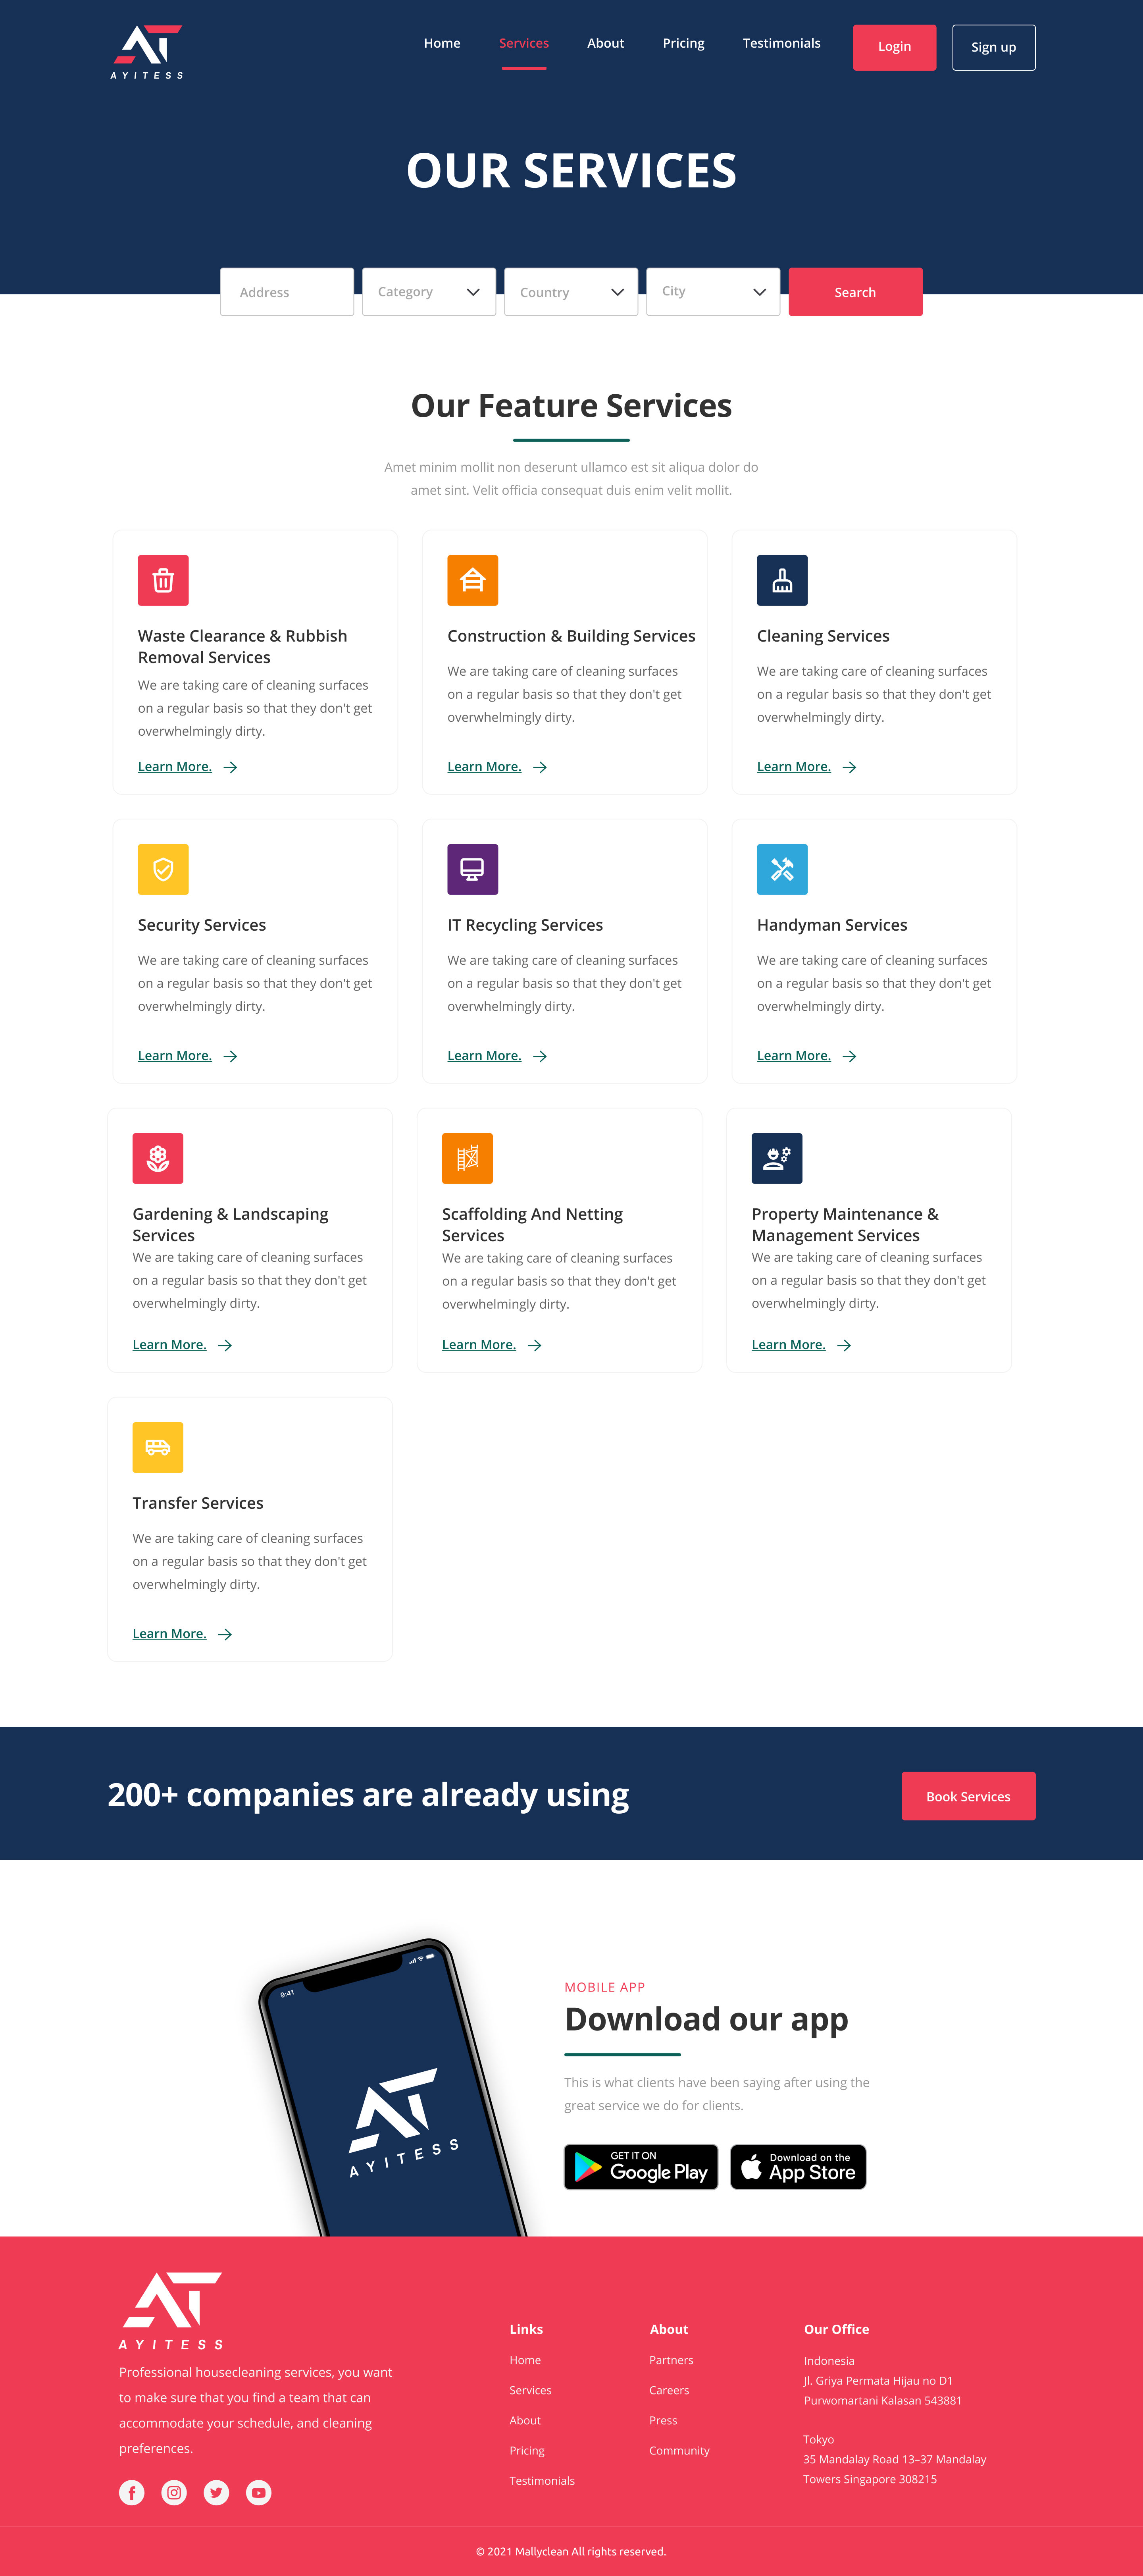 AYITESS
Home
Services
About
Pricing
Testimonials
Login
Sign up
OUR SERVICES
Address
Category
Country
City
Search
Our Feature Services
Amet minim mollit non deserunt ullamco est sit aliqua dolor do
amet sint. Velit officia consequat duis enim velit mollit.
Waste Clearance & Rubbish
Removal Services
We are taking care of cleaning surfaces
on a regular basis so that they don't get
overwhelmingly dirty.
Learn More.
Construction & Building Services
We are taking care of cleaning surfaces
on a regular basis so that they don't get
overwhelmingly dirty.
Learn More.
Cleaning Services
We are taking care of cleaning surfaces
on a regular basis so that they don't get
overwhelmingly dirty.
Learn More.
Security Services
We are taking care of cleaning surfaces
on a regular basis so that they don't get
overwhelmingly dirty.
Learn More.
IT Recycling Services
We are taking care of cleaning surfaces
on a regular basis so that they don't get
overwhelmingly dirty.
Learn More.
Handyman Services
We are taking care of cleaning surfaces
on a regular basis so that they don't get
overwhelmingly dirty.
Learn More.
Gardening & Landscaping
Services
We are taking care of cleaning surfaces
on a regular basis so that they don't get
overwhelmingly dirty.
Learn More.
Scaffolding And Netting
Services
We are taking care of cleaning surfaces
on a regular basis so that they don't get
overwhelmingly dirty.
Learn More.
Property Maintenance &
Management Services
We are taking care of cleaning surfaces
on a regular basis so that they don't get
overwhelmingly dirty.
Learn More.
Transfer Services
We are taking care of cleaning surfaces
on a regular basis so that they don't get
overwhelmingly dirty.
Learn More.
200+ companies are already using
Book Services
9:41
AYITESS
MOBILE APP
Download our app
This is what clients have been saying after using the
great service we do for clients.
GET IT ON
Google Play
Download on the
App Store
AYITESS
Professional housecleaning services, you want
to make sure that you find a team that can
accommodate your schedule, and cleaning
preferences.
Links
Home
Services
About
Pricing
Testimonials
About
Partners
Careers
Press
Community
Our Office
Indonesia
Jl. Griya Permata Hijau no D1
Purwomartani Kalasan 543881
Tokyo
35 Mandalay Road 13–37 Mandalay
Towers Singapore 308215
© 2021 Mallyclean All rights reserved.